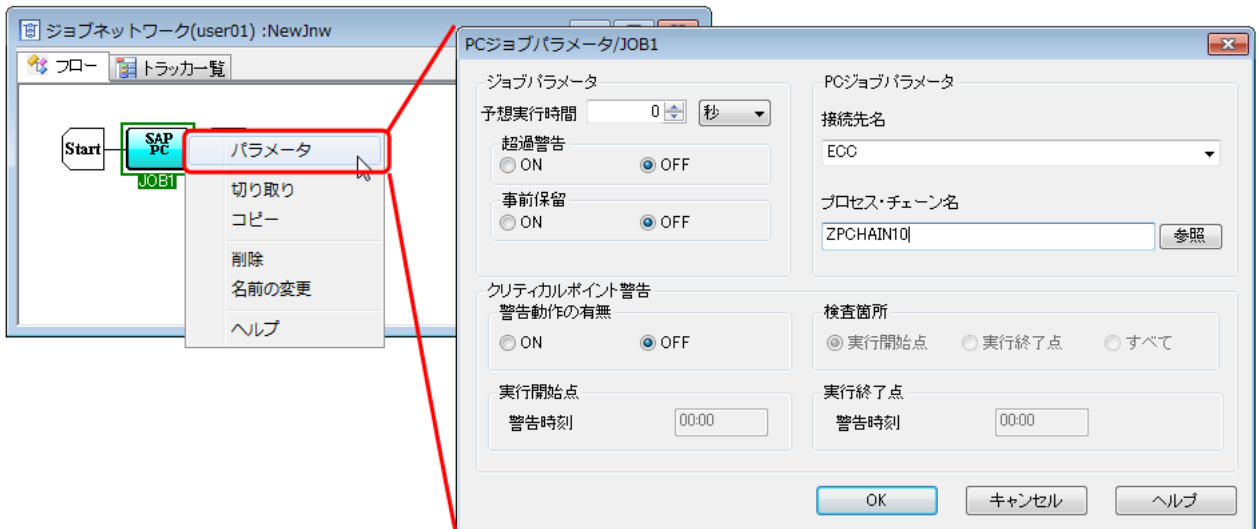 ジョブネットワーク(user01) :NewJnw
フロー トラッカ一覧
Start
SAP
PC
JOB1
パラメータ
切り取り
コピー
削除
名前の変更
ヘルプ
PCジョブパラメータ/JOB1
ジョブパラメータ
予想実行時間 0 秒
超過警告
ON OFF
事前保留
ON OFF
PCジョブパラメータ
接続先名
ECC
プロセス・チェーン名
ZPCHAIN10 参照
クリティカルポイント警告
警告動作の有無
ON OFF
検査箇所
実行開始点 実行終了点 すべて
実行開始点
警告時刻 00:00
実行終了点
警告時刻 00:00
OK キャンセル ヘルプ